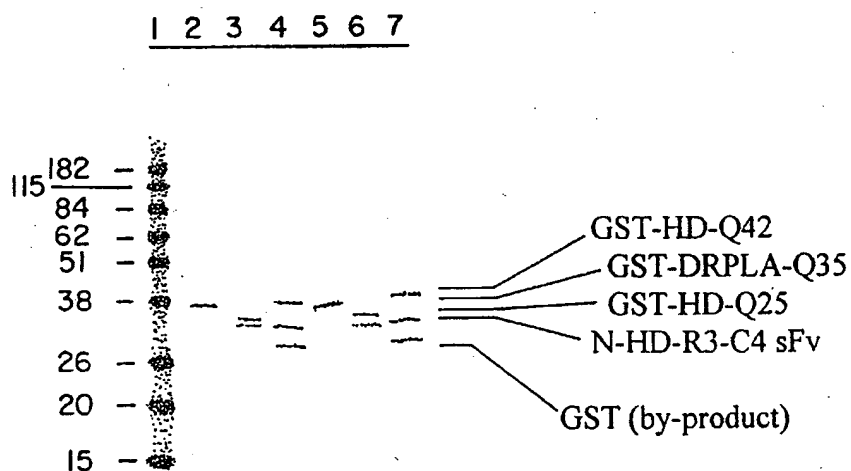 1 2 3 4 5 6 7
182
115
84
62
51
38
26
20
15
GST-HD-Q42
GST-DRPLA-Q35
GST-HD-Q25
N-HD-R3-C4 sFv
GST (by-product)